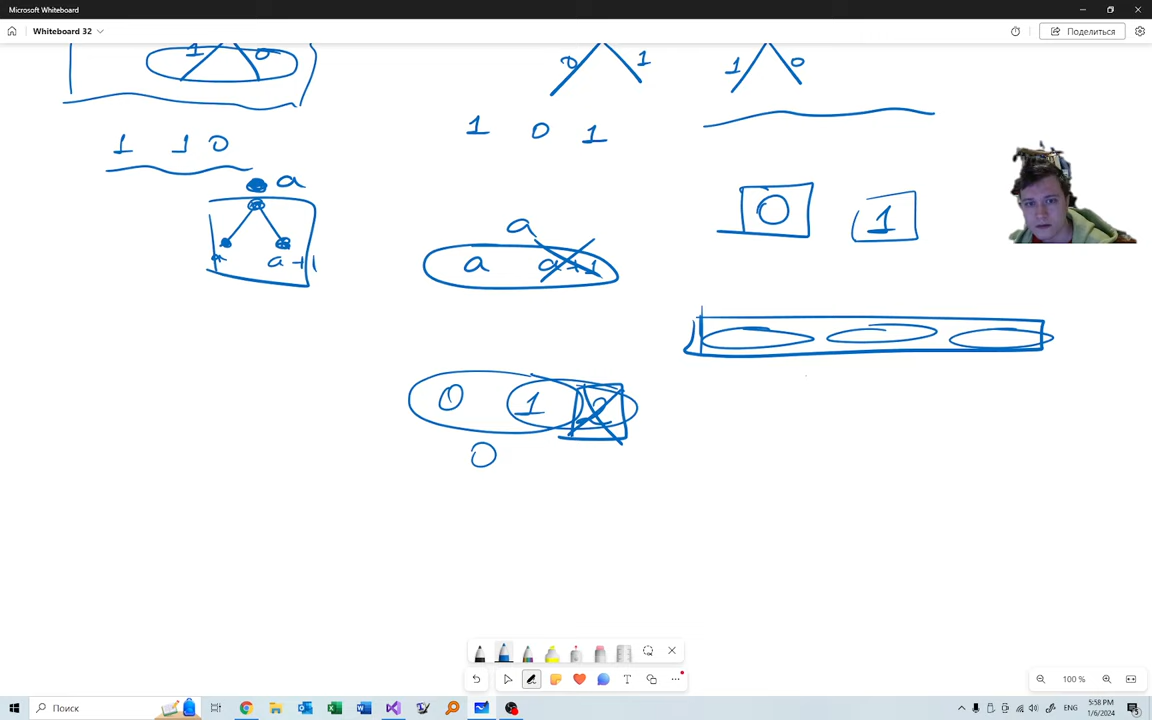 Microsoft Whiteboard
Whiteboard 32
Поделиться
1 0
0 1
1 0
1 1 0
1 0 1
a
a a+1
a
a a+1
0 1
0 1 2
0
100 %
Поиск
ENG
5:58 PM
1/6/2024
5